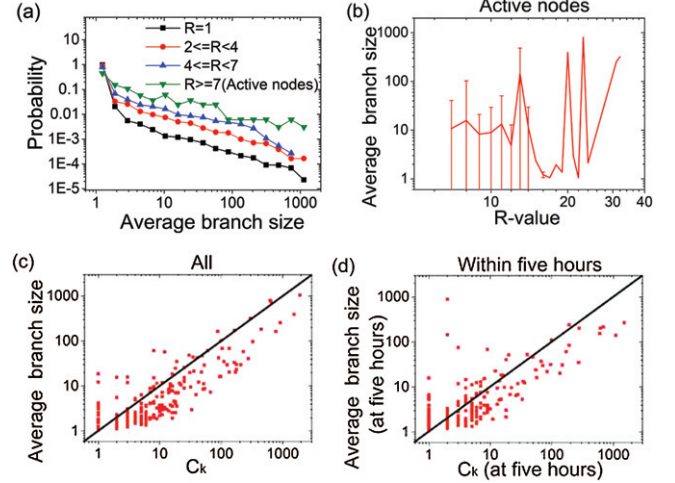 (a)
R=1
2<=R<4
4<=R<7
R>=7(Active nodes)
Probability
1
0.1
0.01
1E-3
1E-4
1E-5
1 10 100 1000
Average branch size
(b)
Active nodes
Average branch size
1000
100
10
1
10 20 30 40
R-value
(c)
All
Average branch size
1000
100
10
1
1 10 100 1000
Ck
(d)
Within five hours
Average branch size
(at five hours)
1000
100
10
1
1 10 100 1000
Ck (at five hours)